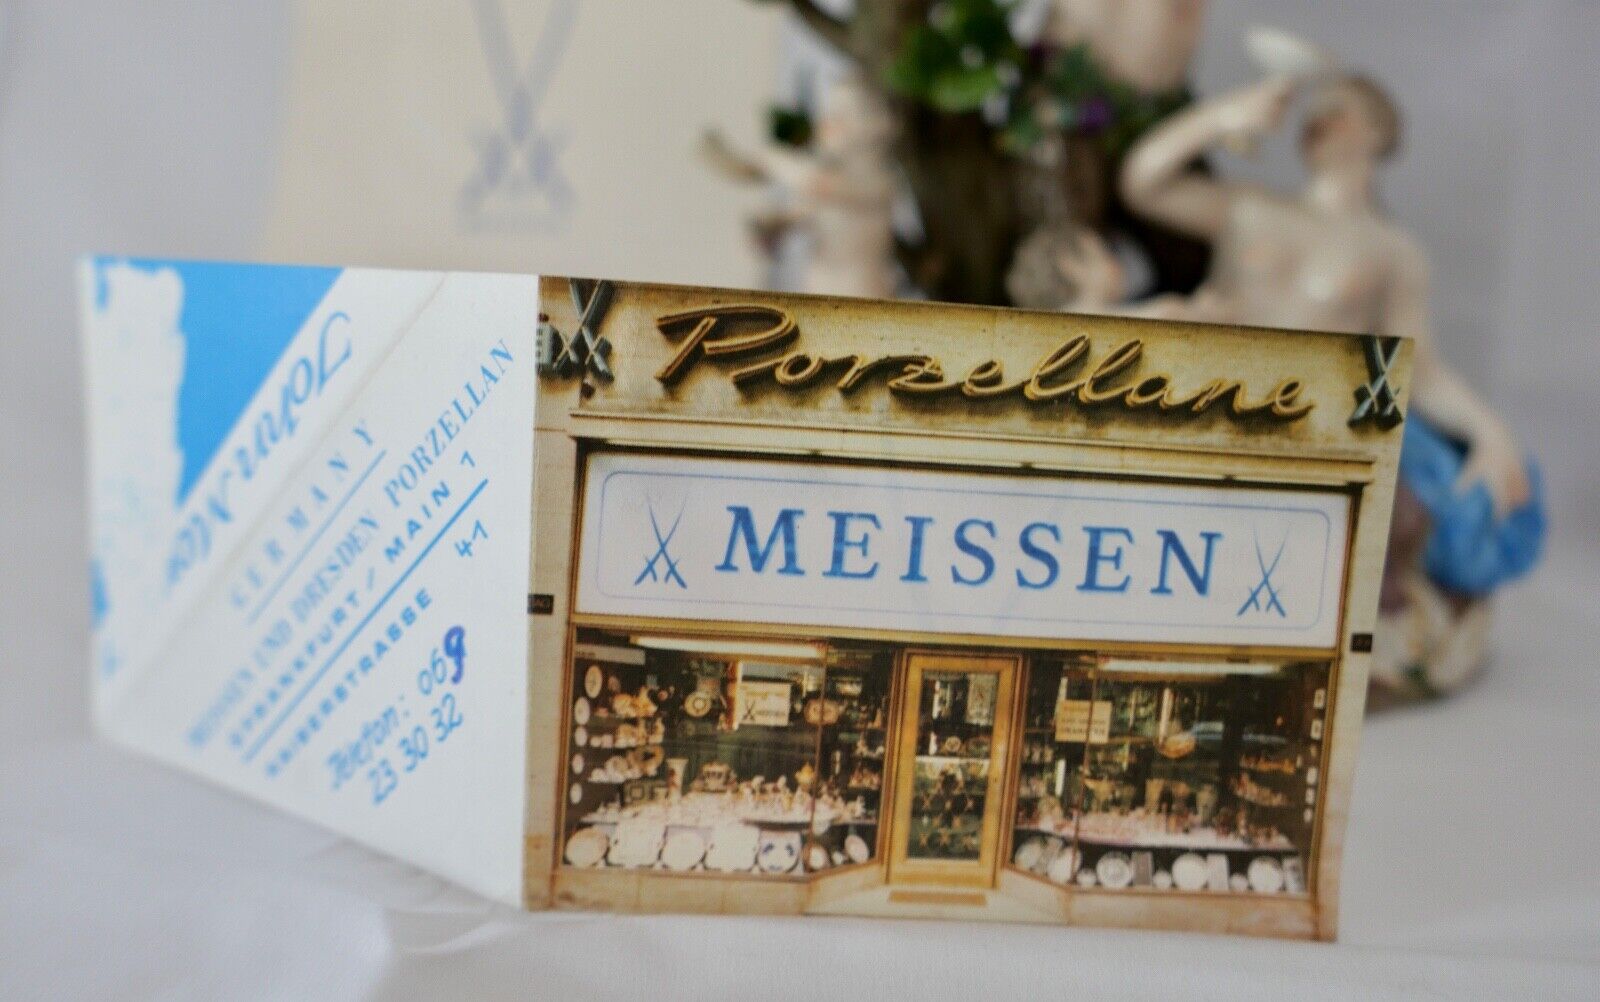 GERMANY
MEISSEN UND DRESDEN PORZELLAN
FRANKFURT/MAIN 1
KAISERSTRASSE 41
Telefon: 069
23 30 32
Porzellane
MEISSEN